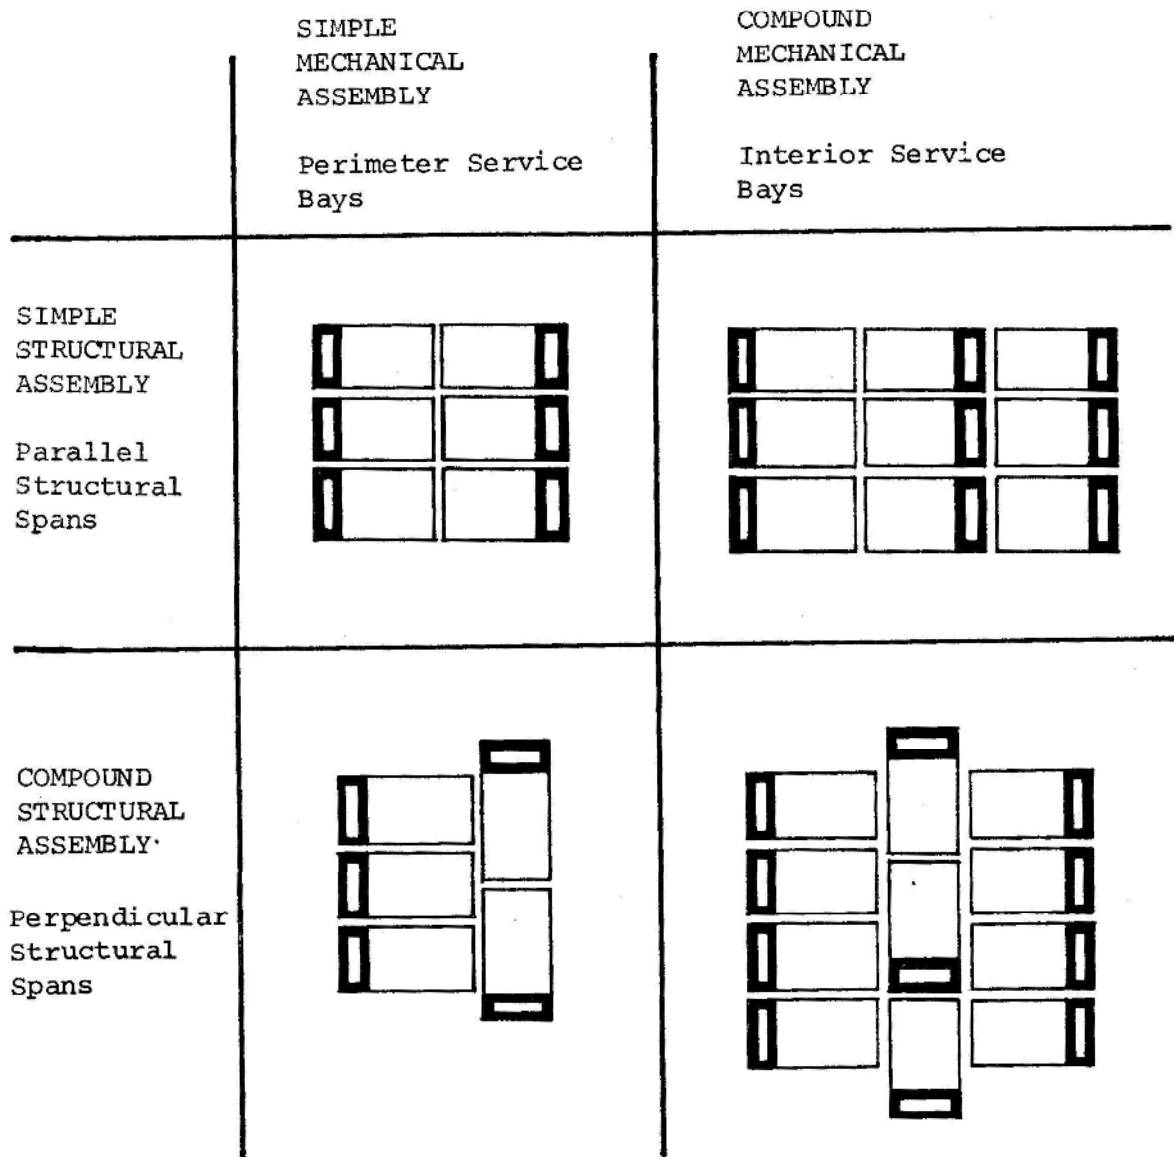 SIMPLE
MECHANICAL
ASSEMBLY
Perimeter Service
Bays
COMPOUND
MECHANICAL
ASSEMBLY
Interior Service
Bays
SIMPLE
STRUCTURAL
ASSEMBLY
Parallel
Structural
Spans
COMPOUND
STRUCTURAL
ASSEMBLY
Perpendicular
Structural
Spans